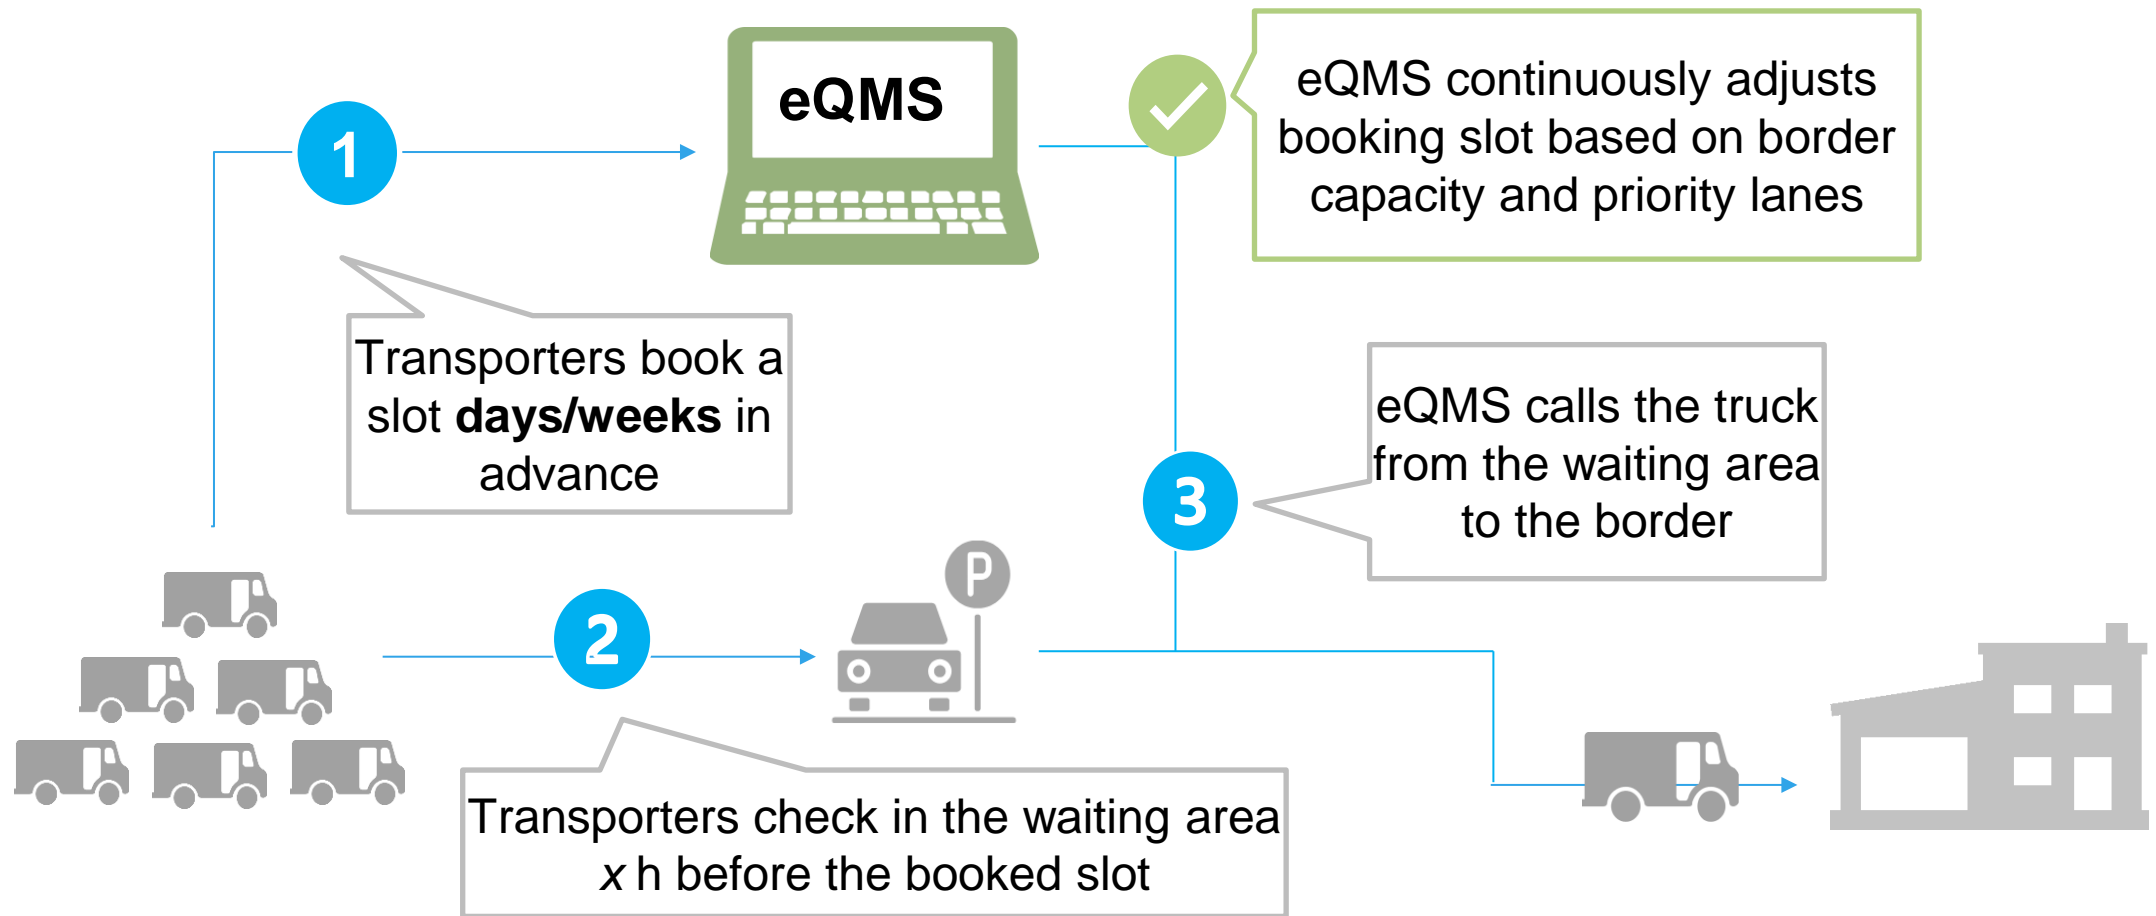 eQMS
eQMS continuously adjusts
booking slot based on border
capacity and priority lanes
1
Transporters book a
slot days/weeks in
advance
eQMS calls the truck
from the waiting area
to the border
3
P
2
Transporters check in the waiting area
x h before the booked slot